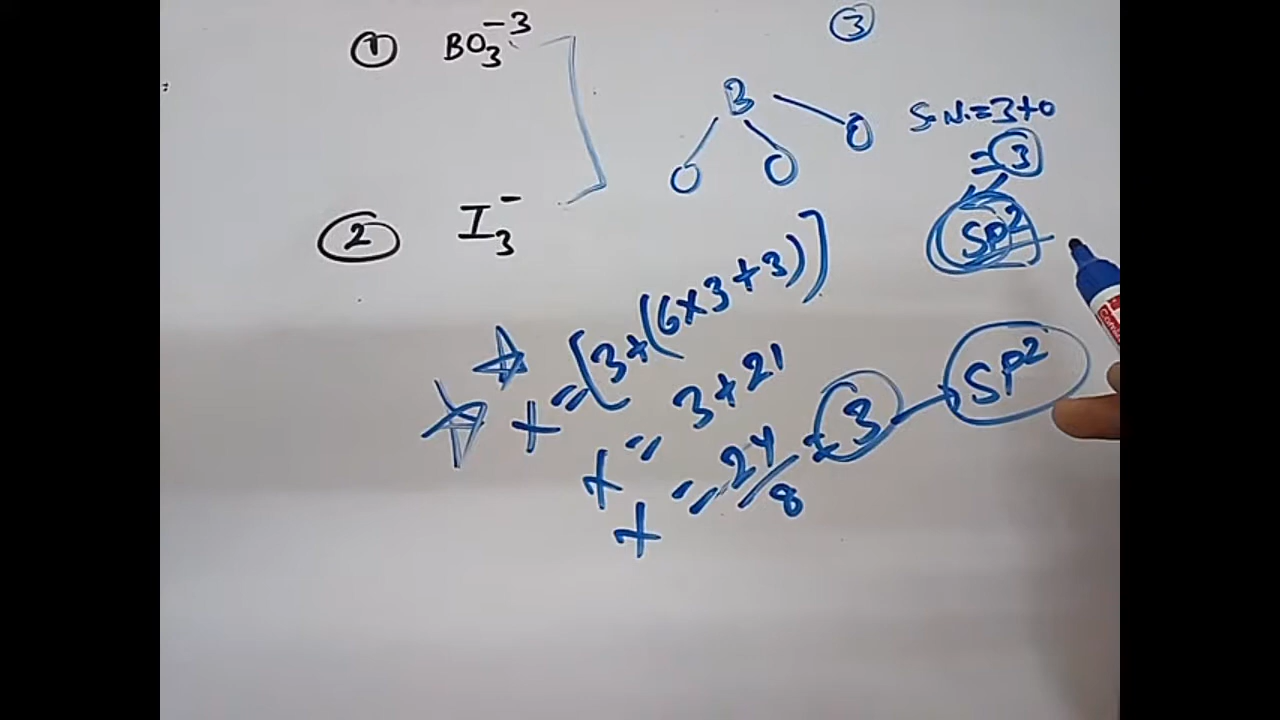 ① BO₃⁻³
③
B
O O O
S.N. = 3+0
= 3
SP²
② I₃⁻
X = [3+(6×3+3)]
X = 3+21
X = 24/8 = 3 SP²